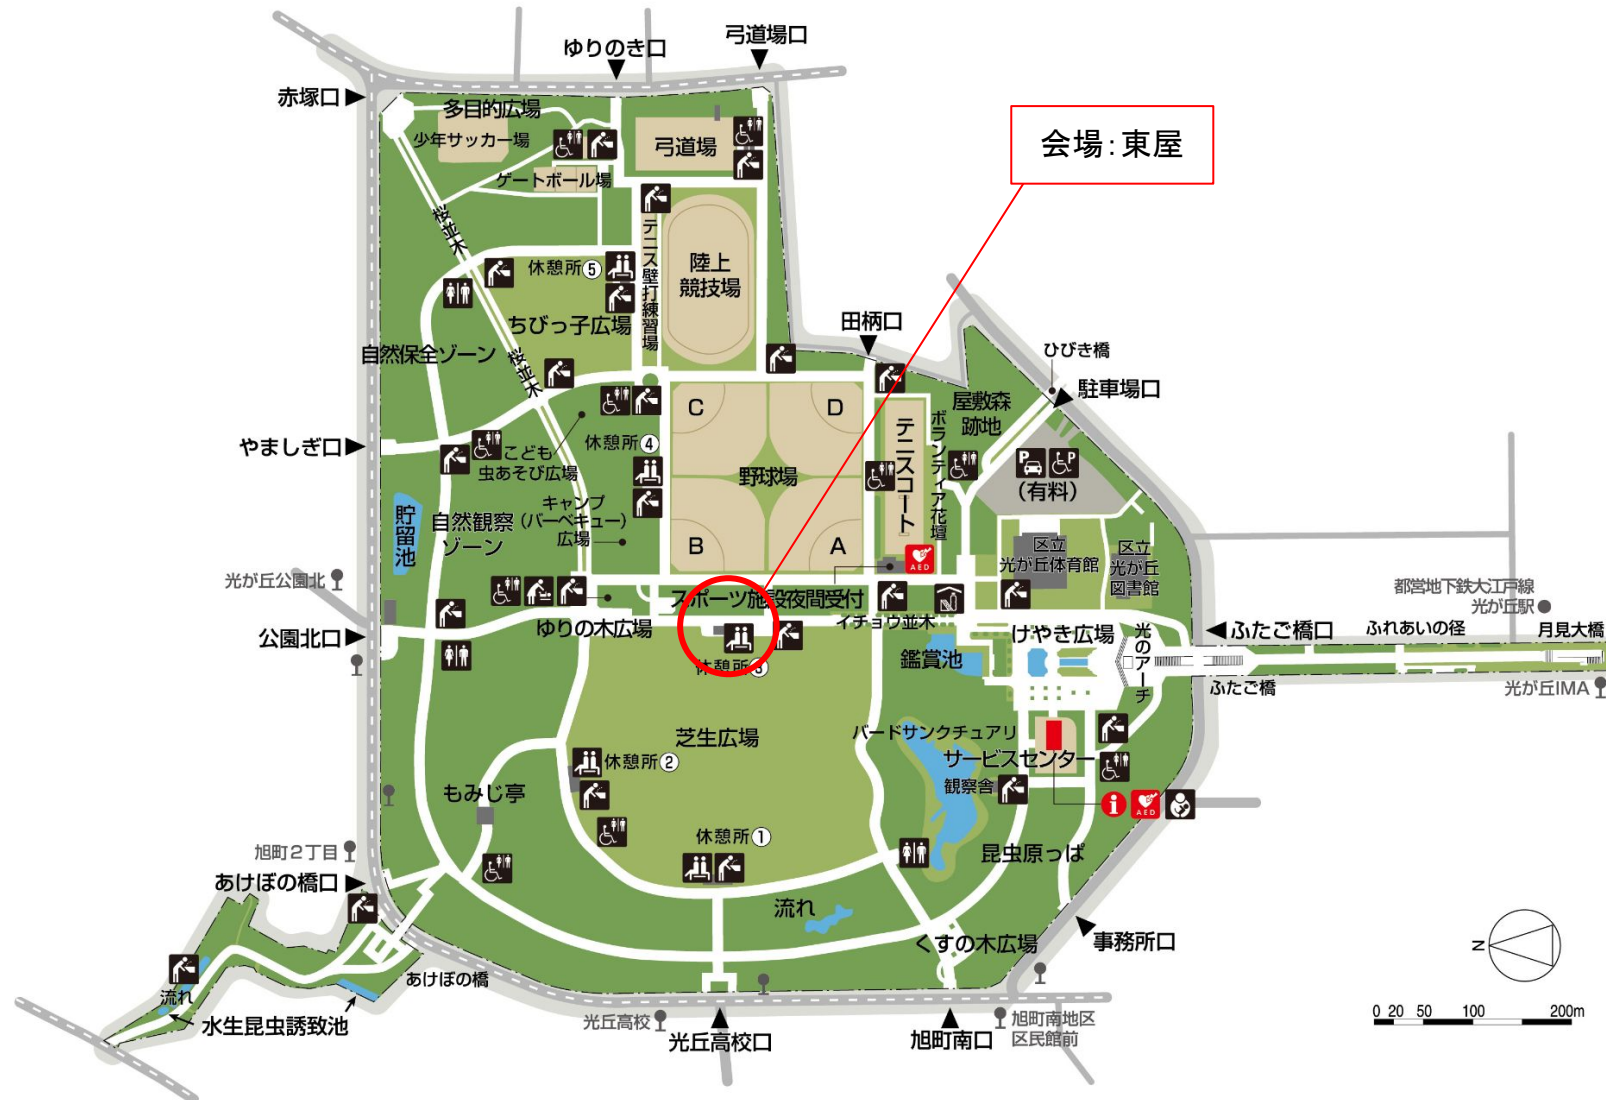 弓道場口
ゆりのき口
赤塚口
多目的広場
少年サッカー場
弓道場
会場：東屋
ゲートボール場
桜並木
テニス壁打練習場
陸上
競技場
休憩所⑤
ちびっ子広場
田柄口
自然保全ゾーン
桜並木
ひびき橋
駐車場口
屋敷森
跡地
C
D
ボランティア花壇
テニスコート
やましぎ口
こども
虫あそび広場
休憩所④
野球場
P
P
(有料)
キャンプ
(バーベキュー)
広場
貯留池
自然観察
ゾーン
B
A
AED
区立
光が丘体育館
区立
光が丘
図書館
光が丘公園北
都営地下鉄大江戸線
光が丘駅
スポーツ施設夜間受付
イチョウ並木
公園北口
ゆりの木広場
けやき広場
光のアーチ
ふたご橋口
ふれあいの径
月見大橋
鑑賞池
休憩所③
ふたご橋
光が丘IMA
芝生広場
バードサンクチュアリ
サービスセンター
休憩所②
観察舎
もみじ亭
i
AED
休憩所①
旭町2丁目
昆虫原っぱ
あけぼの橋口
流れ
くすの木広場
事務所口
N
あけぼの橋
流れ
水生昆虫誘致池
光丘高校
光丘高校口
旭町南口
旭町南地区
区民館前
0 20 50 100 200m